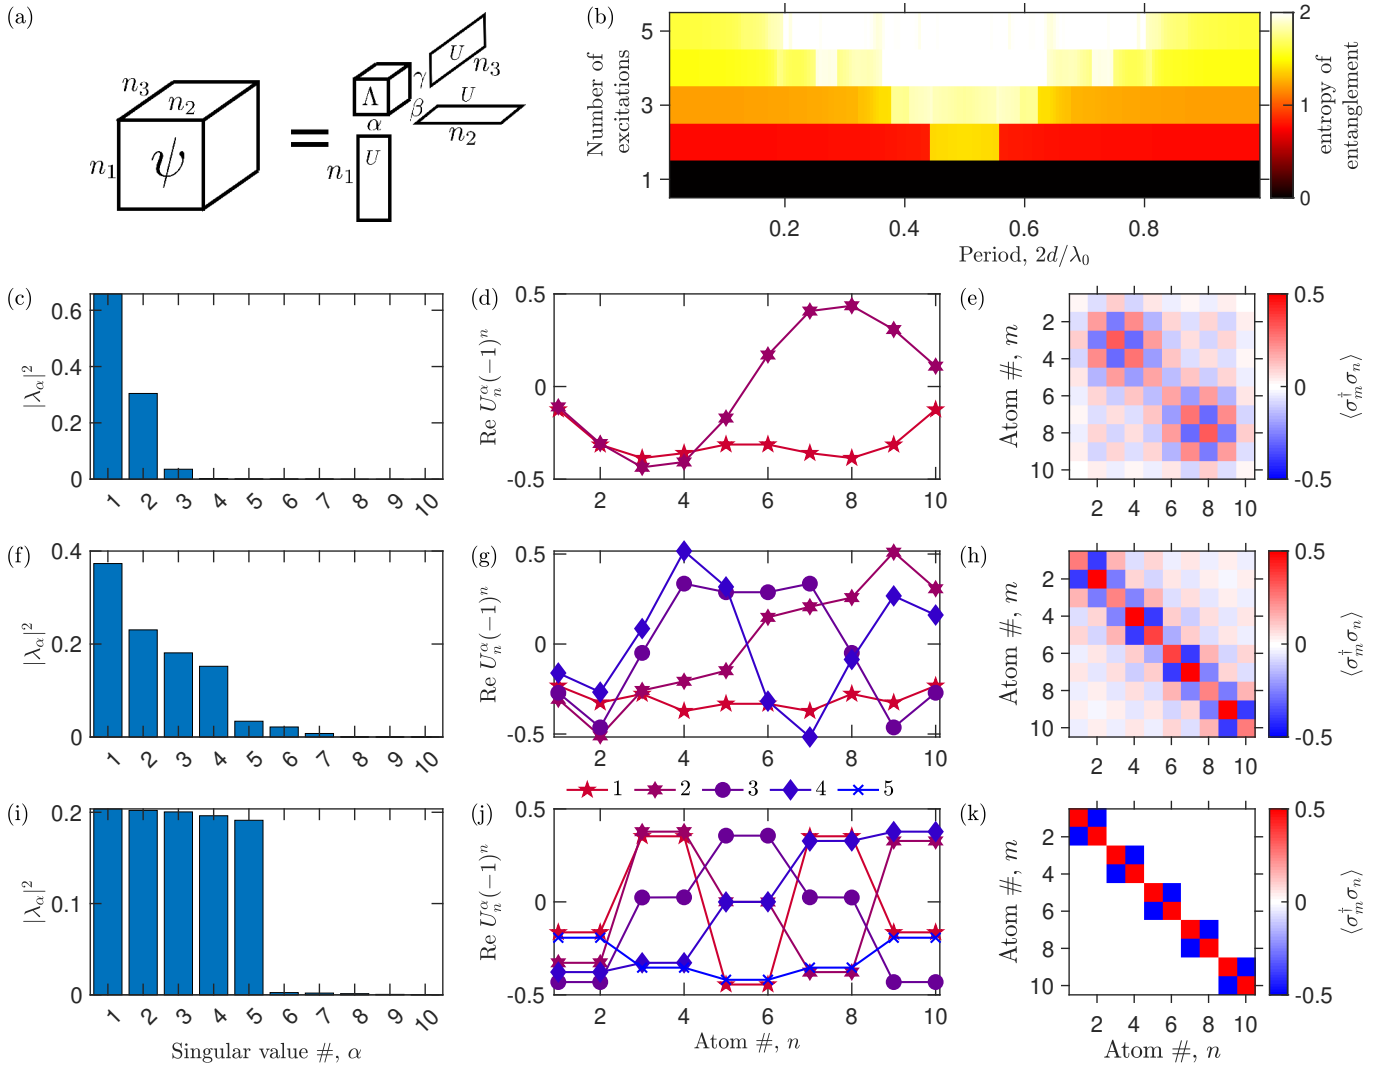 (a)
n₃
n₂
n₁
ψ
=
Λ
γ
β
α
U
n₃
U
n₂
U
n₁
(b)
Number of
excitations
5
3
1
0.2
0.4
0.6
0.8
Period, 2d/λ₀
2
1
0
entropy of
entanglement
(c)
|λ_α|²
0.6
0.4
0.2
0
1 2 3 4 5 6 7 8 9 10
(d)
Re U_n^α(-1)^n
0.5
0
-0.5
2 4 6 8 10
(e)
Atom #, m
2
4
6
8
10
2 4 6 8 10
0.5
0
-0.5
⟨σ_m^†σ_n⟩
(f)
|λ_α|²
0.4
0.2
0
1 2 3 4 5 6 7 8 9 10
(g)
Re U_n^α(-1)^n
0.5
0
-0.5
2 4 6 8 10
(h)
Atom #, m
2
4
6
8
10
2 4 6 8 10
0.5
0
-0.5
⟨σ_m^†σ_n⟩
1 2 3 4 5
(i)
|λ_α|²
0.2
0.1
0
1 2 3 4 5 6 7 8 9 10
Singular value #, α
(j)
Re U_n^α(-1)^n
0.5
0
-0.5
2 4 6 8 10
Atom #, n
(k)
Atom #, m
2
4
6
8
10
2 4 6 8 10
Atom #, n
0.5
0
-0.5
⟨σ_m^†σ_n⟩